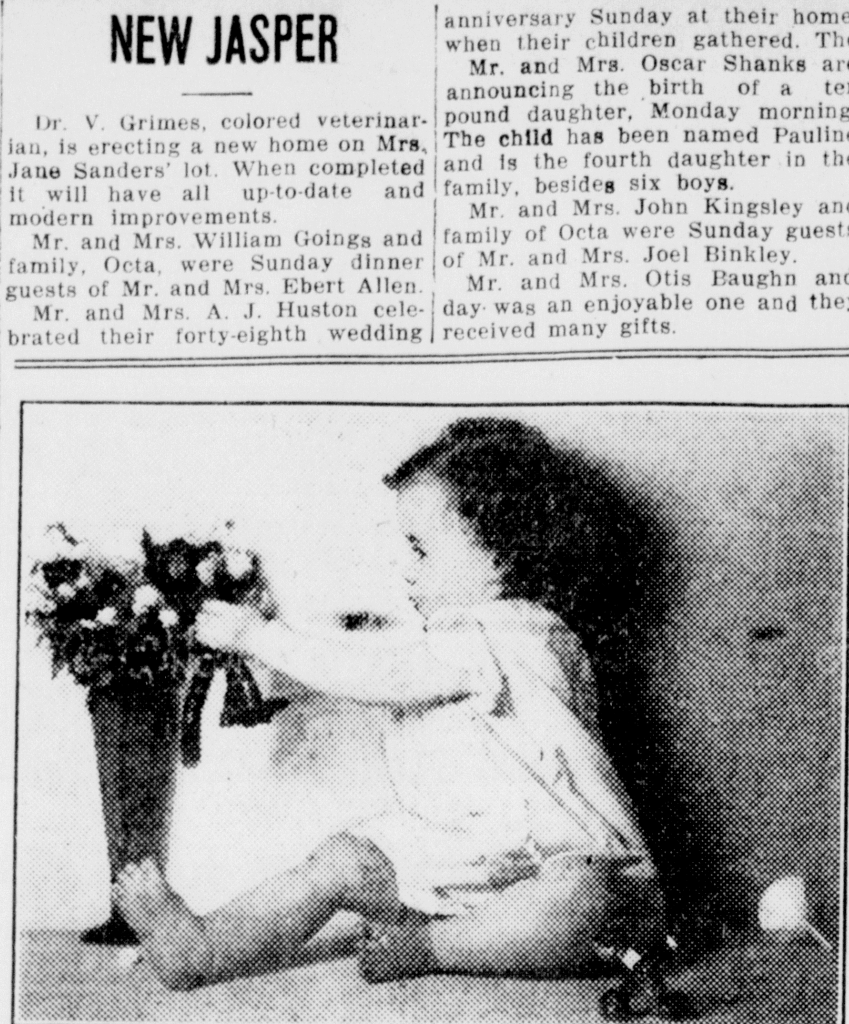 NEW JASPER
Dr. V. Grimes, colored veterinar-
ian, is erecting a new home on Mrs.
Jane Sanders' lot. When completed
it will have all up-to-date and
modern improvements.
Mr. and Mrs. William Goings and
family, Octa, were Sunday dinner
guests of Mr. and Mrs. Ebert Allen.
Mr. and Mrs. A. J. Huston cele-
brated their forty-eighth wedding
anniversary Sunday at their home
when their children gathered. The
Mr. and Mrs. Oscar Shanks are
announcing the birth of a ten
pound daughter, Monday morning.
The child has been named Pauline
and is the fourth daughter in the
family, besides six boys.
Mr. and Mrs. John Kingsley and
family of Octa were Sunday guests
of Mr. and Mrs. Joel Binkley.
Mr. and Mrs. Otis Baughn and
day was an enjoyable one and they
received many gifts.